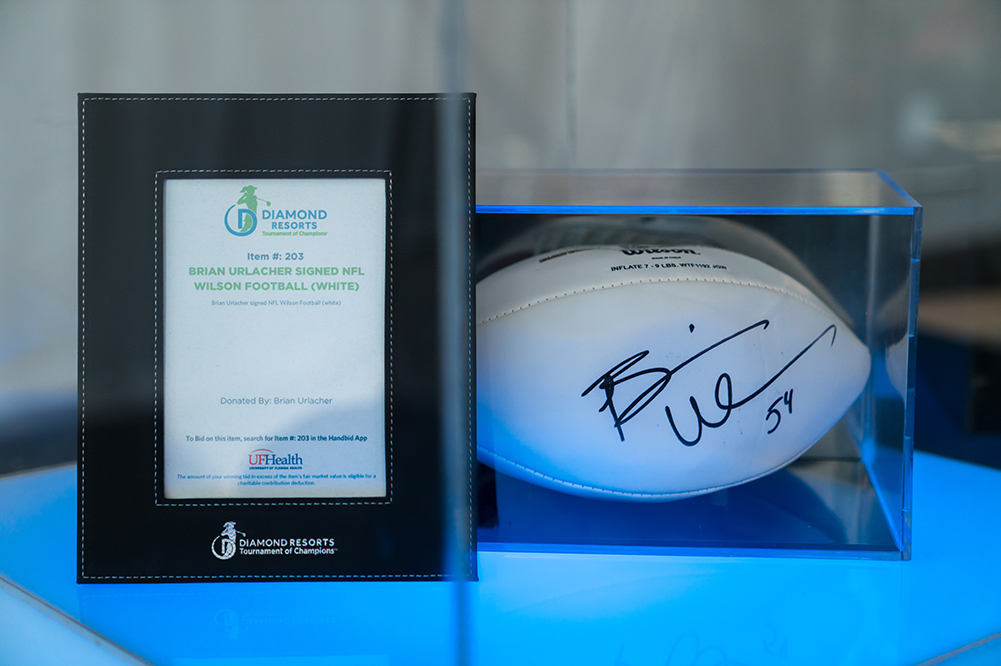 DIAMOND
RESORTS
Tournament of Champions
Item #: 203
BRIAN URLACHER SIGNED NFL
WILSON FOOTBALL (WHITE)
Brian Urlacher signed NFL Wilson Football (white)
Donated By: Brian Urlacher
To Bid on this item, search for Item #: 203 in the Handbid App
UFHealth
UNIVERSITY OF FLORIDA HEALTH
The amount of your winning bid in excess of the item's fair market value is eligible for a
charitable contribution deduction.
DIAMOND RESORTS
Tournament of Champions™
Wilson
INFLATE 7 - 9 LBS. WTF1192
54